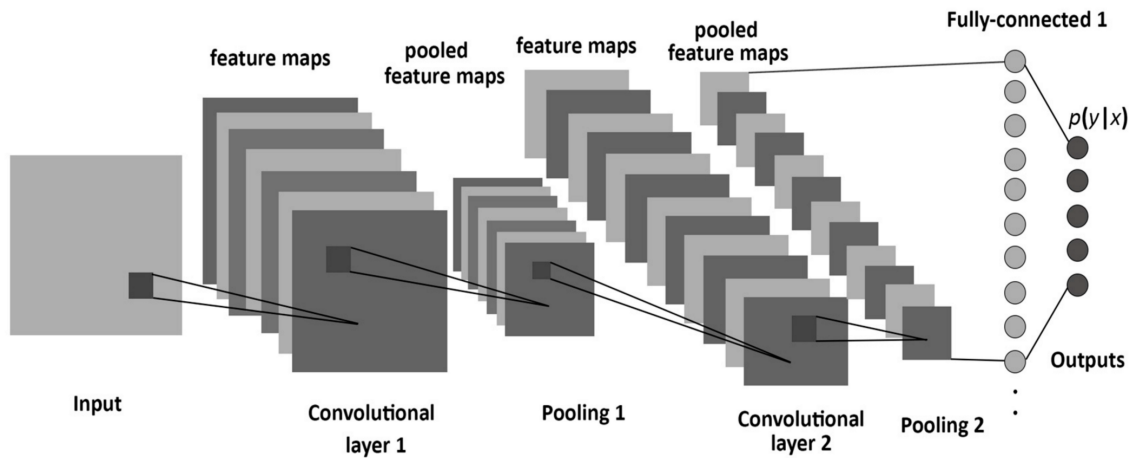 Fully-connected 1
feature maps
pooled
feature maps
feature maps
pooled
feature maps
p(y|x)
Input
Convolutional
layer 1
Pooling 1
Convolutional
layer 2
Pooling 2
Outputs